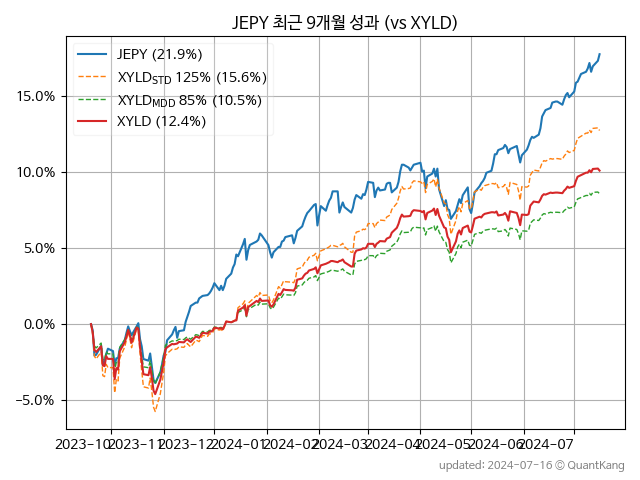 JEPY 최근 9개월 성과 (vs XYLD)
JEPY (21.9%)
XYLD_STD 125% (15.6%)
XYLD_MDD 85% (10.5%)
XYLD (12.4%)
15.0%
10.0%
5.0%
0.0%
−5.0%
2023-10 2023-11 2023-12 2024-01 2024-02 2024-03 2024-04 2024-05 2024-06 2024-07
updated: 2024-07-16 © QuantKang